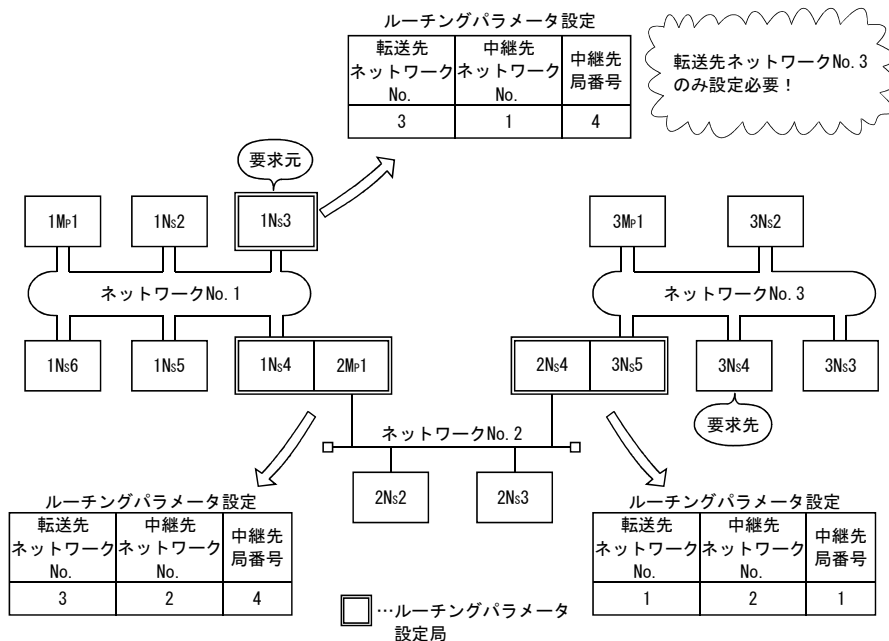 ルーチングパラメータ設定
転送先
ネットワーク
No.
中継先
ネットワーク
No.
中継先
局番号
3
1
4
転送先ネットワークNo.3
のみ設定必要！
要求元
1MP1
1NS2
1NS3
3MP1
3NS2
ネットワークNo.1
ネットワークNo.3
1NS6
1NS5
1NS4
2MP1
2NS4
3NS5
3NS4
3NS3
要求先
ネットワークNo.2
2NS2
2NS3
ルーチングパラメータ設定
転送先
ネットワーク
No.
中継先
ネットワーク
No.
中継先
局番号
3
2
4
ルーチングパラメータ設定
転送先
ネットワーク
No.
中継先
ネットワーク
No.
中継先
局番号
1
2
1
…ルーチングパラメータ
設定局